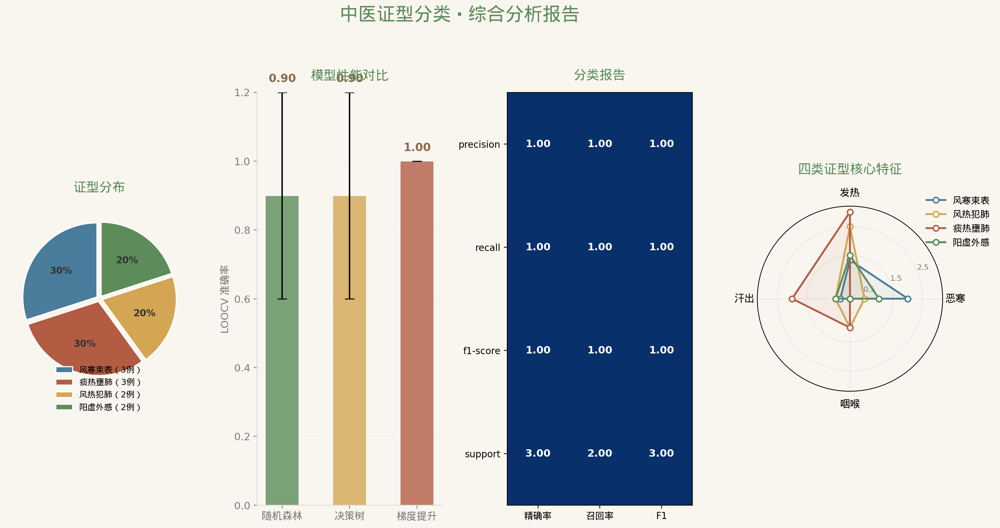 中医证型分类·综合分析报告
证型分布
30%
20%
20%
30%
风寒束表（3例）
痰热壅肺（3例）
风热犯肺（2例）
阳虚外感（2例）
模型性能对比
0.90
0.90
1.00
LOOCV 准确率
1.2
1.0
0.8
0.6
0.4
0.2
0.0
随机森林
决策树
梯度提升
分类报告
precision
1.00 1.00 1.00
recall
1.00 1.00 1.00
f1-score
1.00 1.00 1.00
support
3.00 2.00 3.00
精确率
召回率
F1
四类证型核心特征
发热
风寒束表
风热犯肺
痰热壅肺
阳虚外感
2.5
1.5
0.5
汗出
恶寒
咽喉